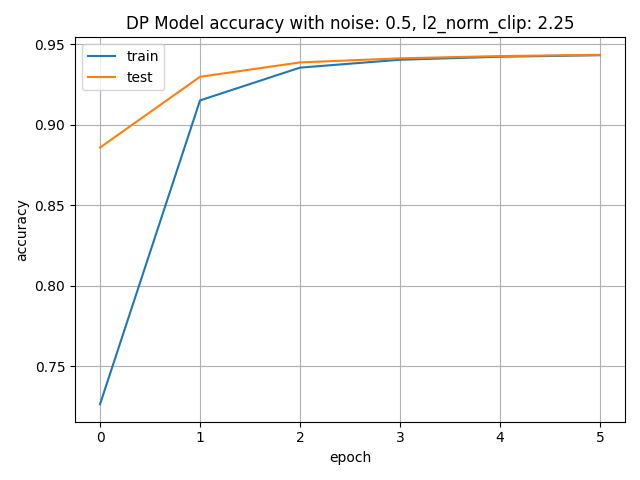 DP Model accuracy with noise: 0.5, l2_norm_clip: 2.25
train
test
0.95
0.90
0.85
0.80
0.75
accuracy
0 1 2 3 4 5
epoch